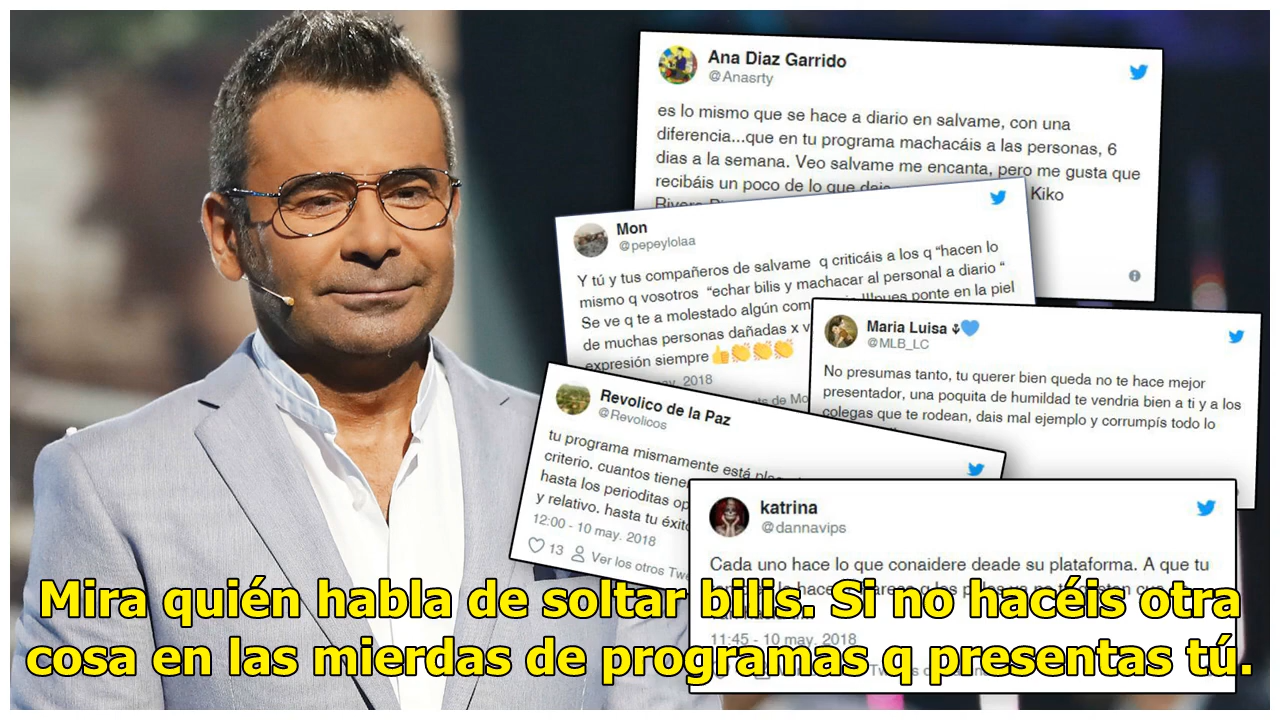 Ana Diaz Garrido
@Anasrty
es lo mismo que se hace a diario en salvame, con una
diferencia...que en tu programa machacáis a las personas, 6
dias a la semana. Veo salvame me encanta, pero me gusta que
recibáis un poco de lo que dais Kiko
Rivera
Mon
@pepeylolaa
Y tú y tus compañeros de salvame q criticáis a los q “hacen lo
mismo q vosotros “echar bilis y machacar al personal a diario “
Se ve q te a molestado algún !!!pues ponte en la piel
de muchas personas dañadas x
expresión siempre👍👏👏👏
may. 2018
Maria Luisa ⚓💙
@MLB_LC
No presumas tanto, tu querer bien queda no te hace mejor
presentador, una poquita de humildad te vendria bien a ti y a los
colegas que te rodean, dais mal ejemplo y corrumpís todo lo
Revolico de la Paz
@Revolicos
tu programa mismamente está
criterio. cuantos
hasta los perioditas
y relativo. hasta tu
12:00 - 10 may. 2018
13 Ver los otros
katrina
@dannavips
Cada uno hace lo que conaidere deade su plataforma. A que tu
11:45 - 10 may. 2018
Mira quién habla de soltar bilis. Si no hacéis otra
cosa en las mierdas de programas q presentas tú.